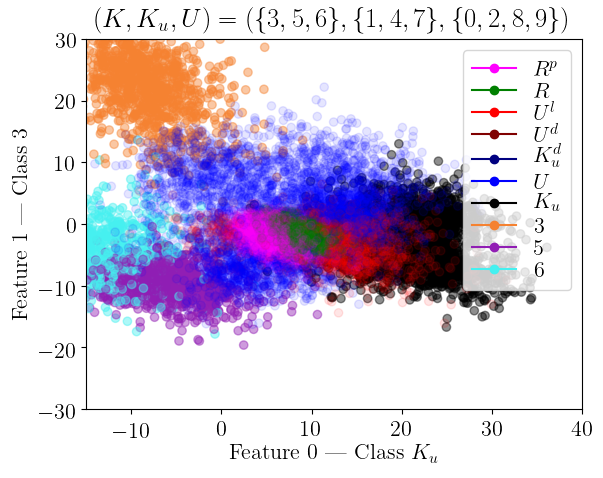 (K, K_u, U) = ({3, 5, 6}, {1, 4, 7}, {0, 2, 8, 9})
30
20
10
0
−10
−20
−30
Feature 1 — Class 3
R^p
R
U^l
U^d
K_u^d
U
K_u
3
5
6
−10 0 10 20 30 40
Feature 0 — Class K_u